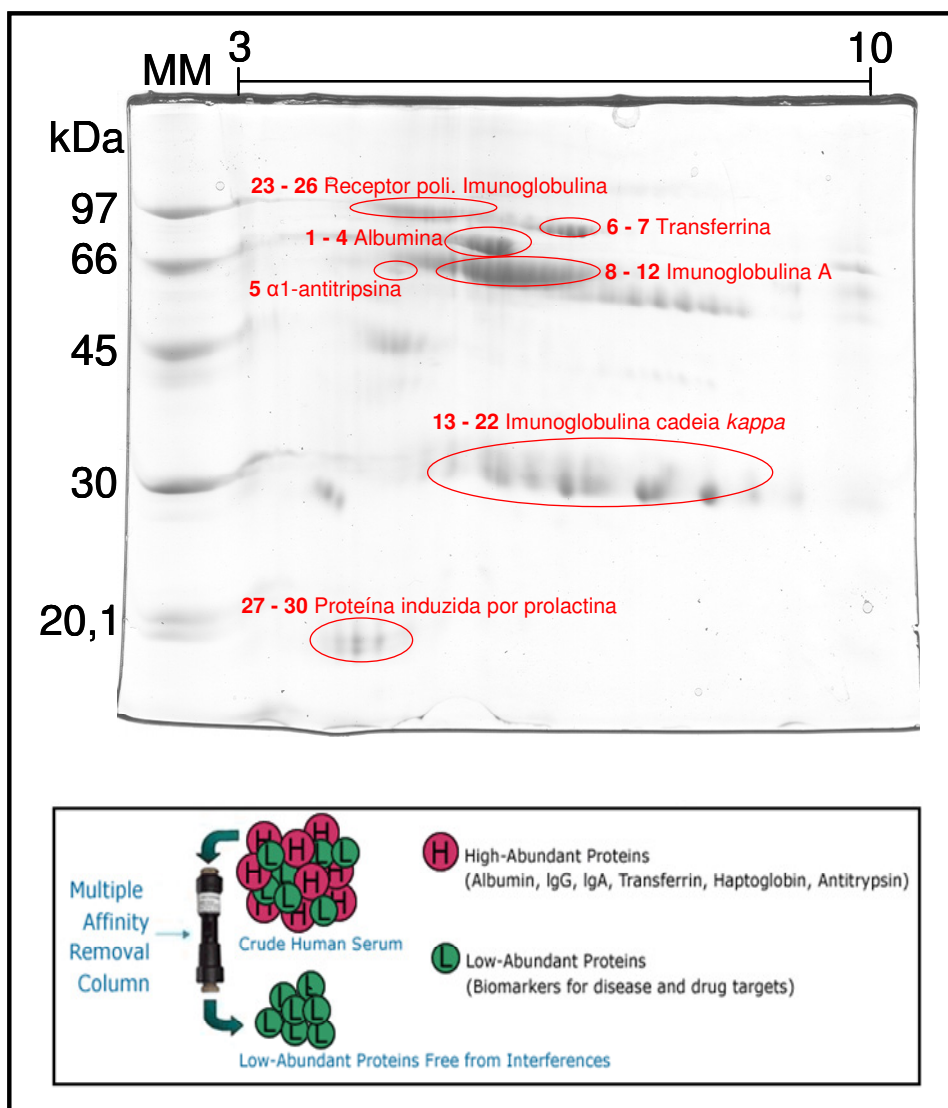 3
10
MM
kDa
97
66
45
30
20,1
23 - 26 Receptor poli. Imunoglobulina
6 - 7 Transferrina
1 - 4 Albumina
8 - 12 Imunoglobulina A
5 α1-antitripsina
13 - 22 Imunoglobulina cadeia kappa
27 - 30 Proteína induzida por prolactina
Multiple
Affinity
Removal
Column
H H H L L L H L H H L H L H H H
Crude Human Serum
L L L L L L L
Low-Abundant Proteins Free from Interferences
H High-Abundant Proteins
(Albumin, IgG, IgA, Transferrin, Haptoglobin, Antitrypsin)
L Low-Abundant Proteins
(Biomarkers for disease and drug targets)